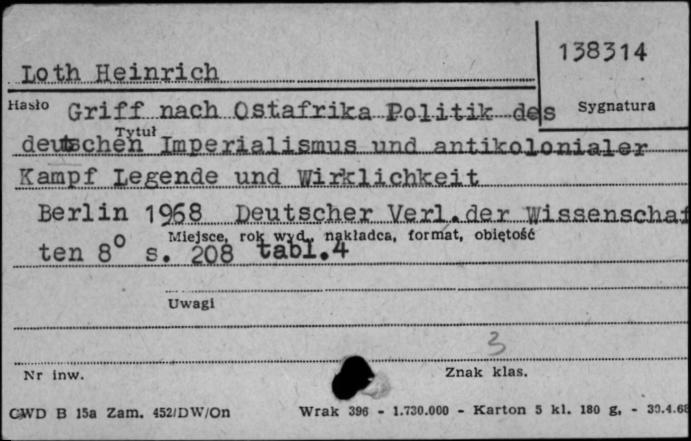 138314
Loth Heinrich
Hasło Griff nach Ostafrika Politik des Sygnatura
Tytuł
deutschen Imperialismus und antikolonialer
Kampf Legende und Wirklichkeit
Berlin 1968 Deutscher Verl.der Wissenschaf
Miejsce, rok wyd., nakładca, format, objętość
ten 8° s. 208 tabl.4
Uwagi
3
Nr inw. Znak klas.
CWD B 15a Zam. 452/DW/On Wrak 396 - 1.730.000 - Karton 5 kl. 180 g, - 30.4.68